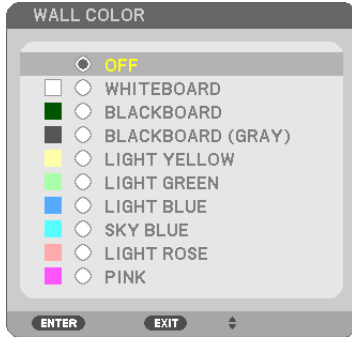 WALL COLOR
OFF
WHITEBOARD
BLACKBOARD
BLACKBOARD (GRAY)
LIGHT YELLOW
LIGHT GREEN
LIGHT BLUE
SKY BLUE
LIGHT ROSE
PINK
ENTER EXIT